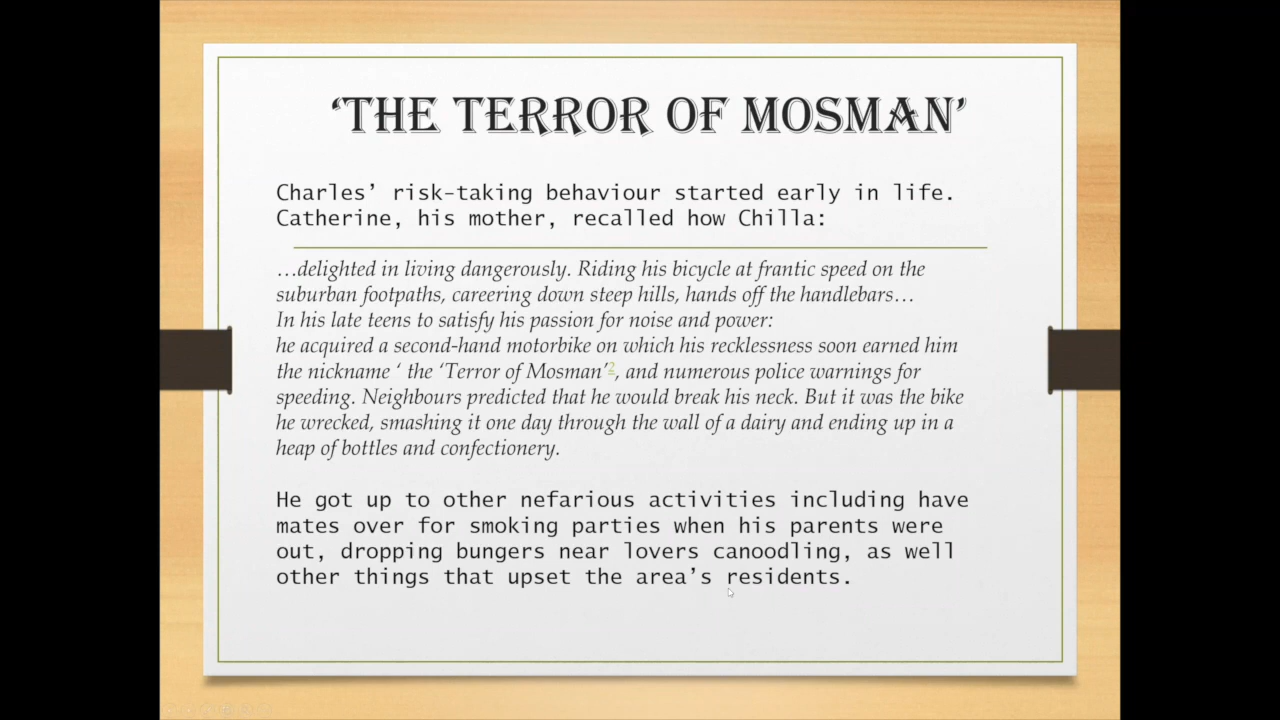 ‘THE TERROR OF MOSMAN’
Charles’ risk-taking behaviour started early in life.
Catherine, his mother, recalled how Chilla:
…delighted in living dangerously. Riding his bicycle at frantic speed on the
suburban footpaths, careering down steep hills, hands off the handlebars…
In his late teens to satisfy his passion for noise and power:
he acquired a second-hand motorbike on which his recklessness soon earned him
the nickname ‘ the ‘Terror of Mosman’2, and numerous police warnings for
speeding. Neighbours predicted that he would break his neck. But it was the bike
he wrecked, smashing it one day through the wall of a dairy and ending up in a
heap of bottles and confectionery.
He got up to other nefarious activities including have
mates over for smoking parties when his parents were
out, dropping bungers near lovers canoodling, as well
other things that upset the area’s residents.